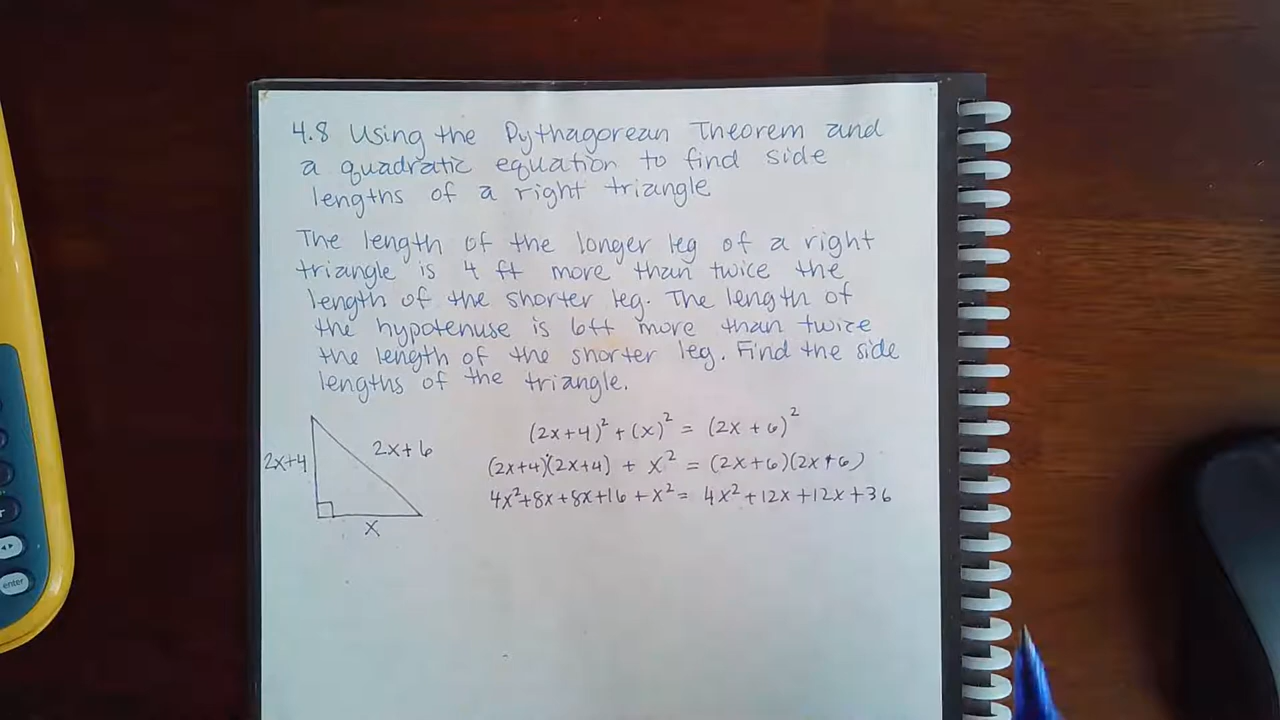 4.8 Using the Pythagorean Theorem and
a quadratic equation to find side
lengths of a right triangle
The length of the longer leg of a right
triangle is 4 ft more than twice the
length of the shorter leg. The length of
the hypotenuse is 6ft more than twice
the length of the shorter leg. Find the side
lengths of the triangle.
2x+4
2x+6
x
(2x+4)² + (x)² = (2x+6)²
(2x+4)(2x+4) + x² = (2x+6)(2x+6)
4x²+8x+8x+16 + x² = 4x²+12x+12x+36
enter